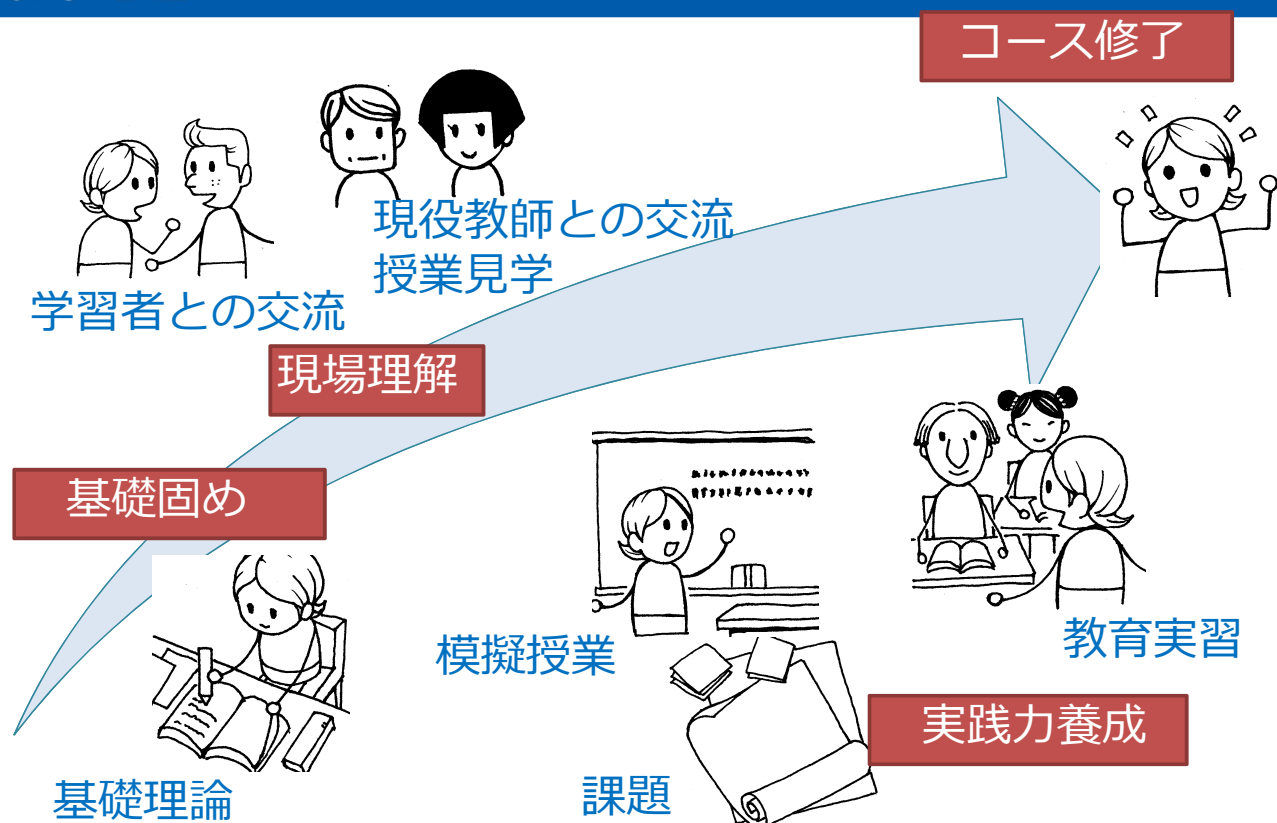 コース修了
現役教師との交流
授業見学
学習者との交流
現場理解
基礎固め
模擬授業
教育実習
実践力養成
基礎理論
課題